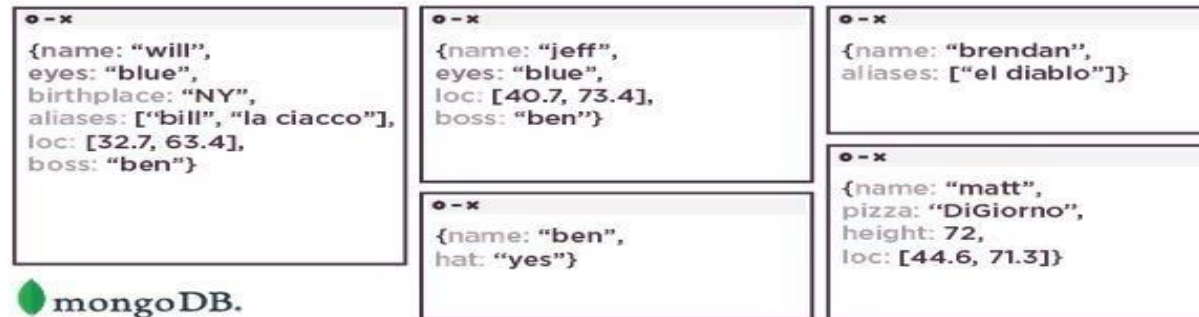 {name: “will”,
eyes: “blue”,
birthplace: “NY”,
aliases: [“bill”, “la ciacco”],
loc: [32.7, 63.4],
boss: “ben”}
{name: “jeff”,
eyes: “blue”,
loc: [40.7, 73.4],
boss: “ben”}
{name: “ben”,
hat: “yes”}
{name: “brendan”,
aliases: [“el diablo”]}
{name: “matt”,
pizza: “DiGiorno”,
height: 72,
loc: [44.6, 71.3]}
mongoDB.